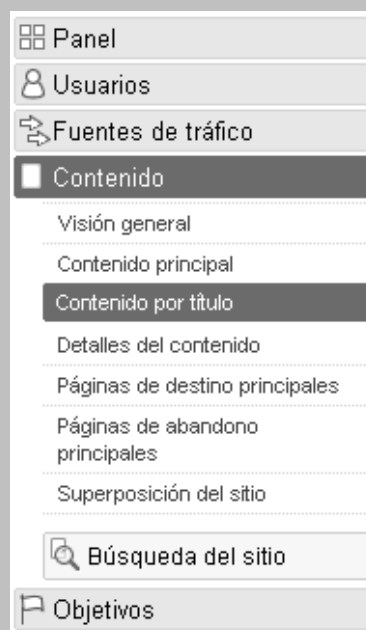 Panel
Usuarios
Fuentes de tráfico
Contenido
Visión general
Contenido principal
Contenido por título
Detalles del contenido
Páginas de destino principales
Páginas de abandono
principales
Superposición del sitio
Búsqueda del sitio
Objetivos